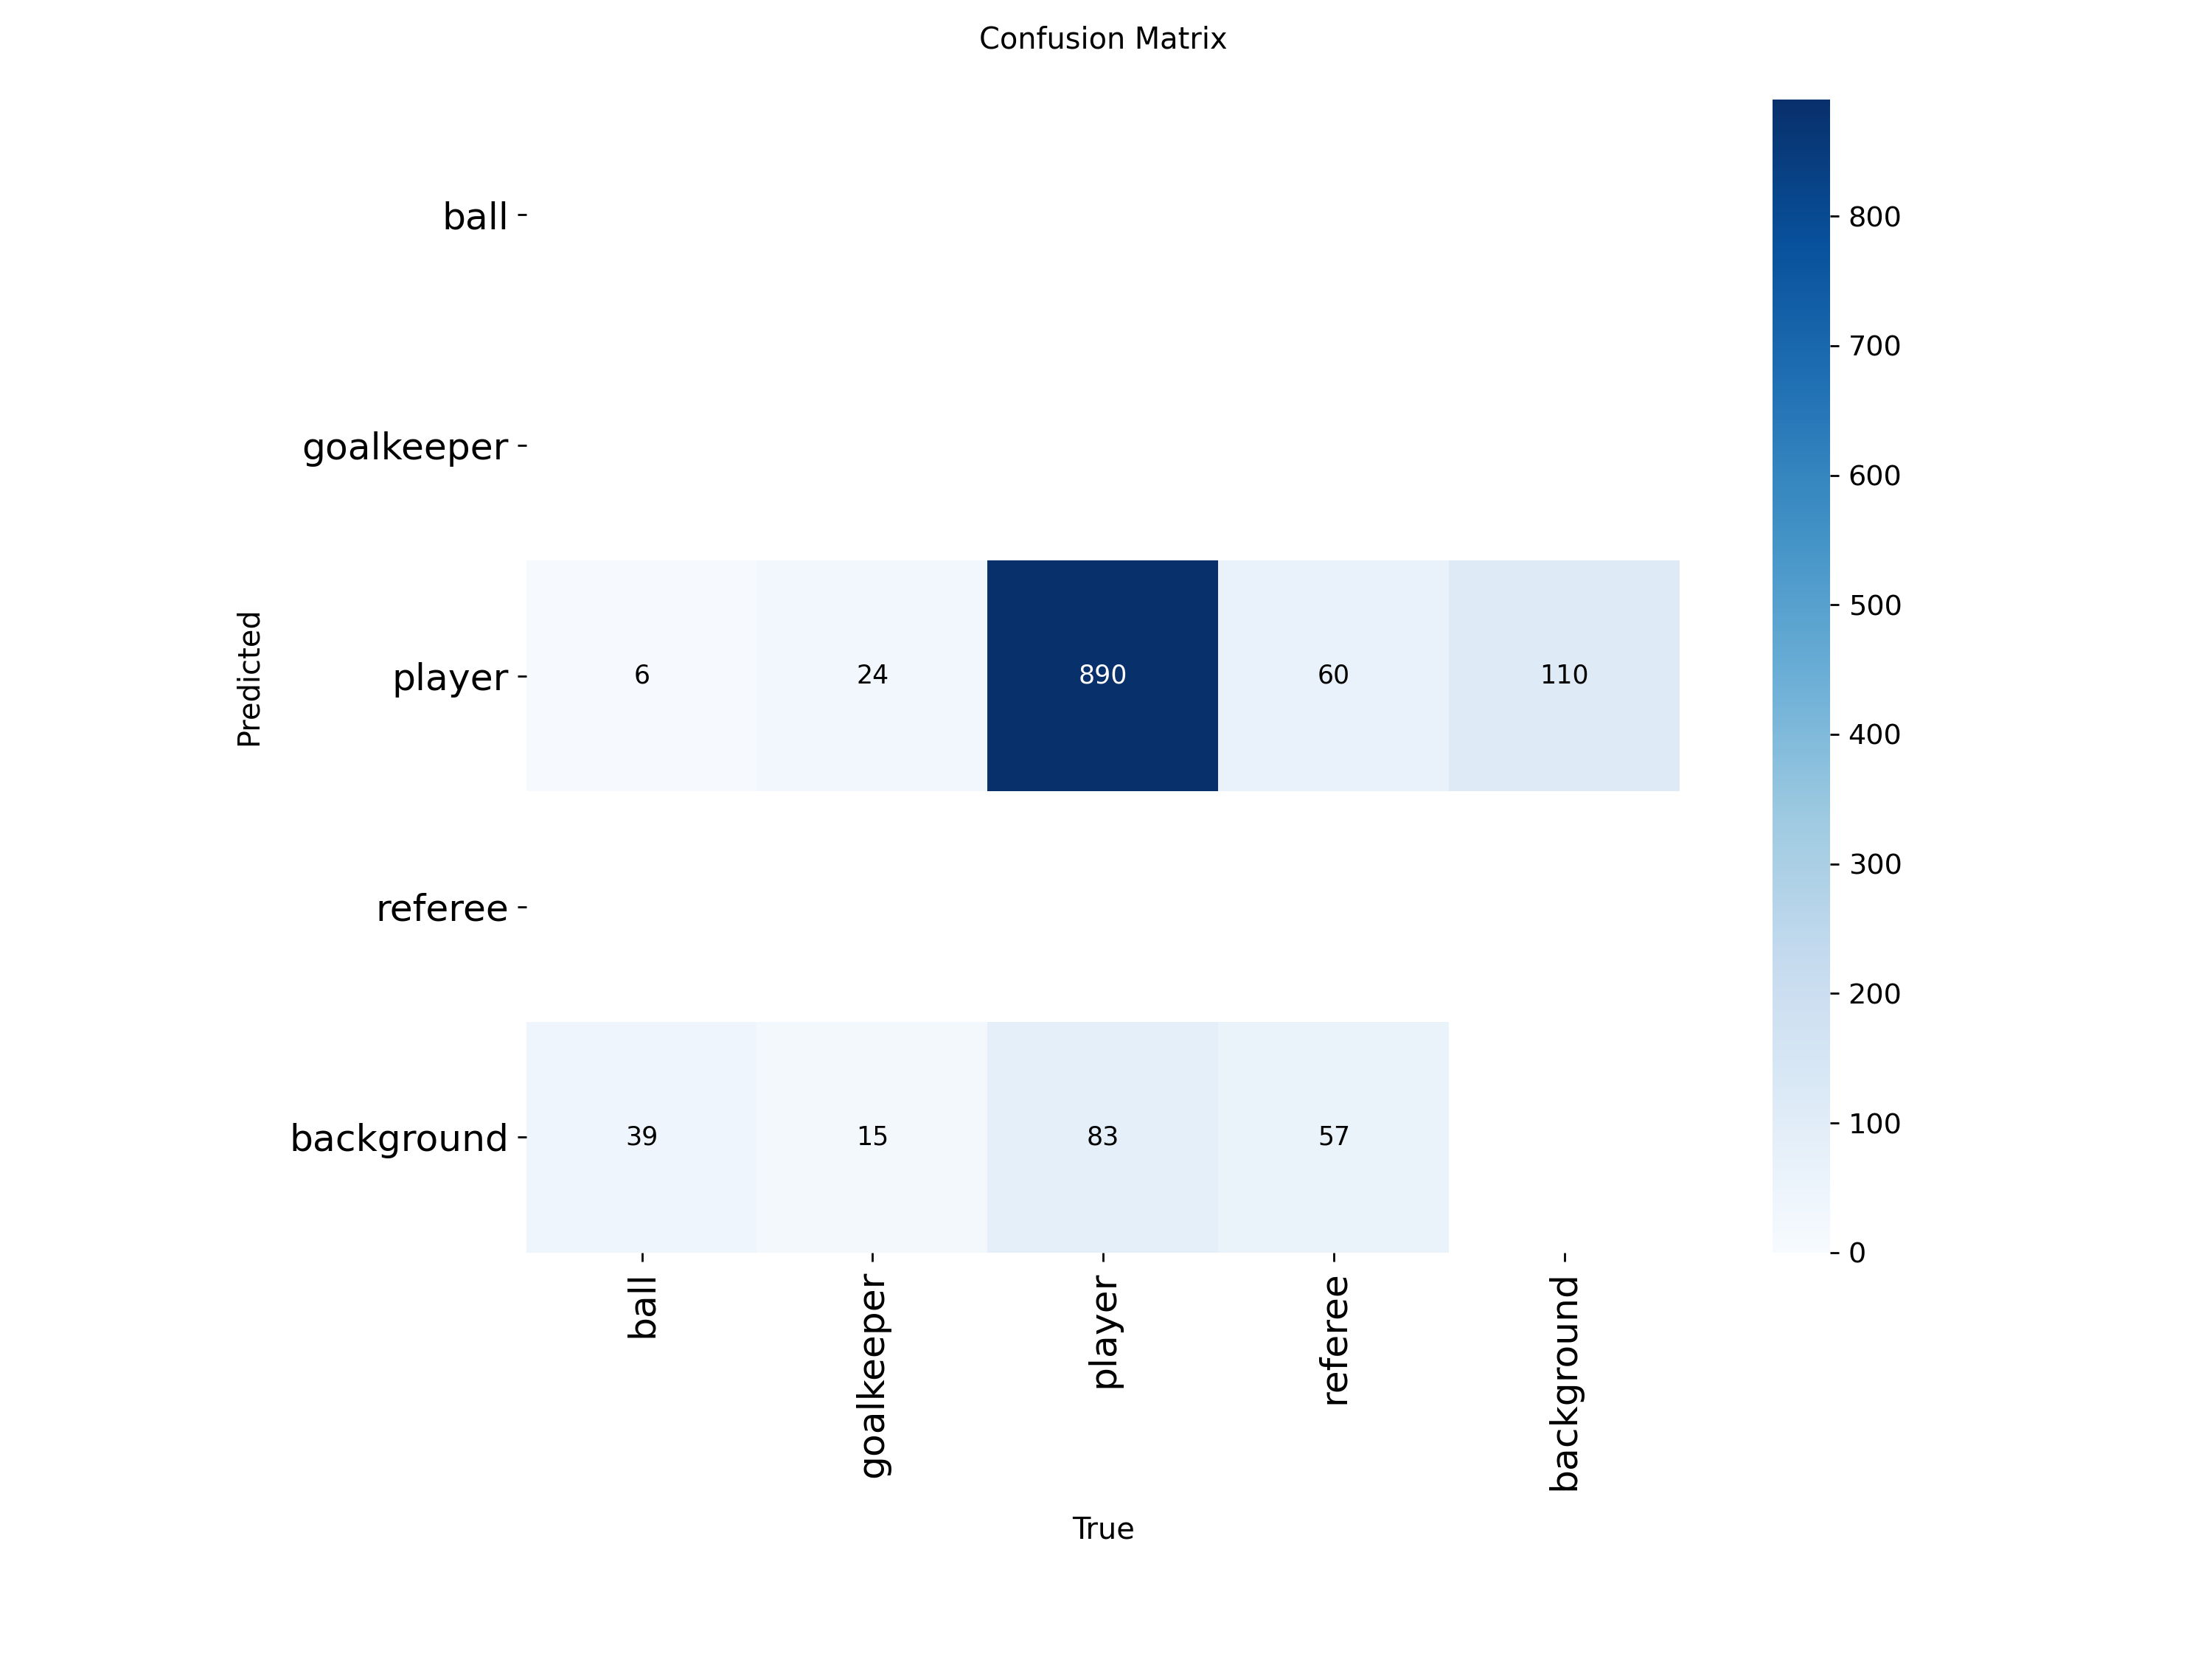 Confusion Matrix
ball
goalkeeper
player
referee
background
Predicted
6 24 890 60 110
39 15 83 57
ball
goalkeeper
player
referee
background
True
800
700
600
500
400
300
200
100
0